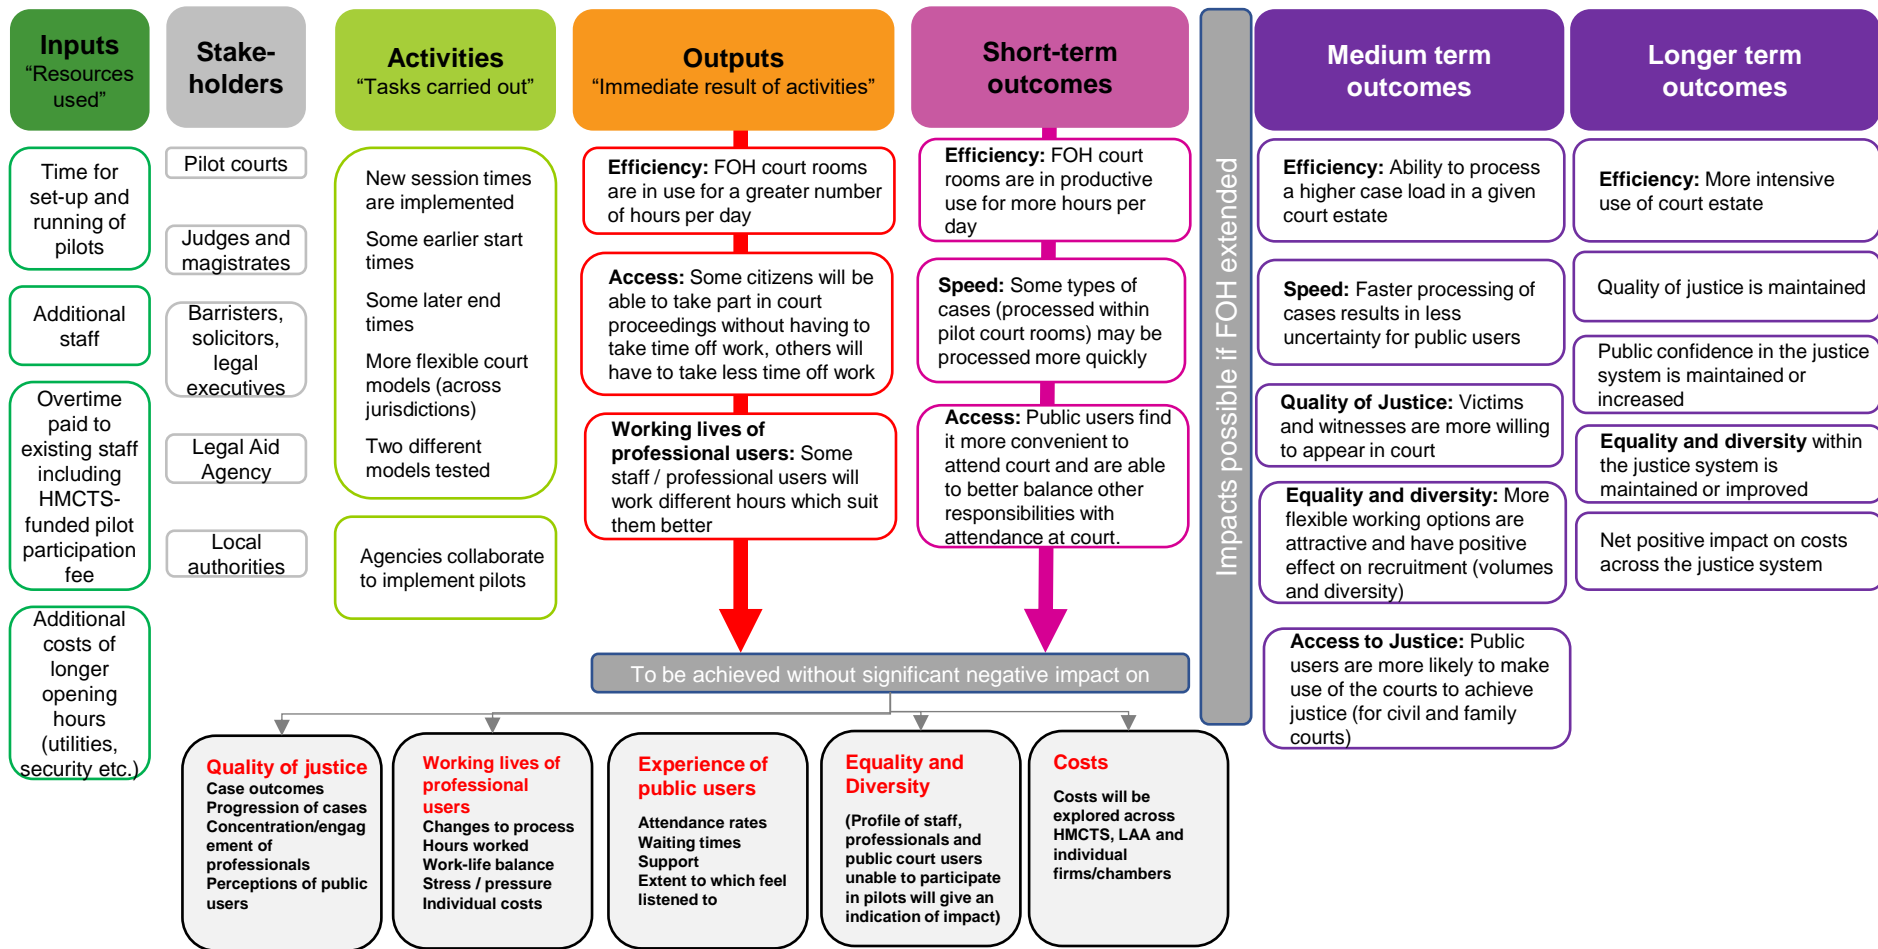 Inputs
“Resources
used”
Time for
set-up and
running of
pilots
Additional
staff
Overtime
paid to
existing staff
including
HMCTS-
funded pilot
participation
fee
Additional
costs of
longer
opening
hours
(utilities,
security etc.)
Stake-
holders
Pilot courts
Judges and
magistrates
Barristers,
solicitors,
legal
executives
Legal Aid
Agency
Local
authorities
Activities
“Tasks carried out”
New session times
are implemented
Some earlier start
times
Some later end
times
More flexible court
models (across
jurisdictions)
Two different
models tested
Agencies collaborate
to implement pilots
Outputs
“Immediate result of activities”
Efficiency: FOH court rooms
are in use for a greater number
of hours per day
Access: Some citizens will be
able to take part in court
proceedings without having to
take time off work, others will
have to take less time off work
Working lives of
professional users: Some
staff / professional users will
work different hours which suit
them better
Short-term
outcomes
Efficiency: FOH court
rooms are in productive
use for more hours per
day
Speed: Some types of
cases (processed within
pilot court rooms) may be
processed more quickly
Access: Public users find
it more convenient to
attend court and are able
to better balance other
responsibilities with
attendance at court.
To be achieved without significant negative impact on
Quality of justice
Case outcomes
Progression of cases
Concentration/engag
ement of
professionals
Perceptions of public
users
Working lives of
professional
users
Changes to process
Hours worked
Work-life balance
Stress / pressure
Individual costs
Experience of
public users
Attendance rates
Waiting times
Support
Extent to which feel
listened to
Equality and
Diversity
(Profile of staff,
professionals and
public court users
unable to participate
in pilots will give an
indication of impact)
Costs
Costs will be
explored across
HMCTS, LAA and
individual
firms/chambers
Impacts possible if FOH extended
Medium term
outcomes
Efficiency: Ability to process
a higher case load in a given
court estate
Speed: Faster processing of
cases results in less
uncertainty for public users
Quality of Justice: Victims
and witnesses are more willing
to appear in court
Equality and diversity: More
flexible working options are
attractive and have positive
effect on recruitment (volumes
and diversity)
Access to Justice: Public
users are more likely to make
use of the courts to achieve
justice (for civil and family
courts)
Longer term
outcomes
Efficiency: More intensive
use of court estate
Quality of justice is maintained
Public confidence in the justice
system is maintained or
increased
Equality and diversity within
the justice system is
maintained or improved
Net positive impact on costs
across the justice system